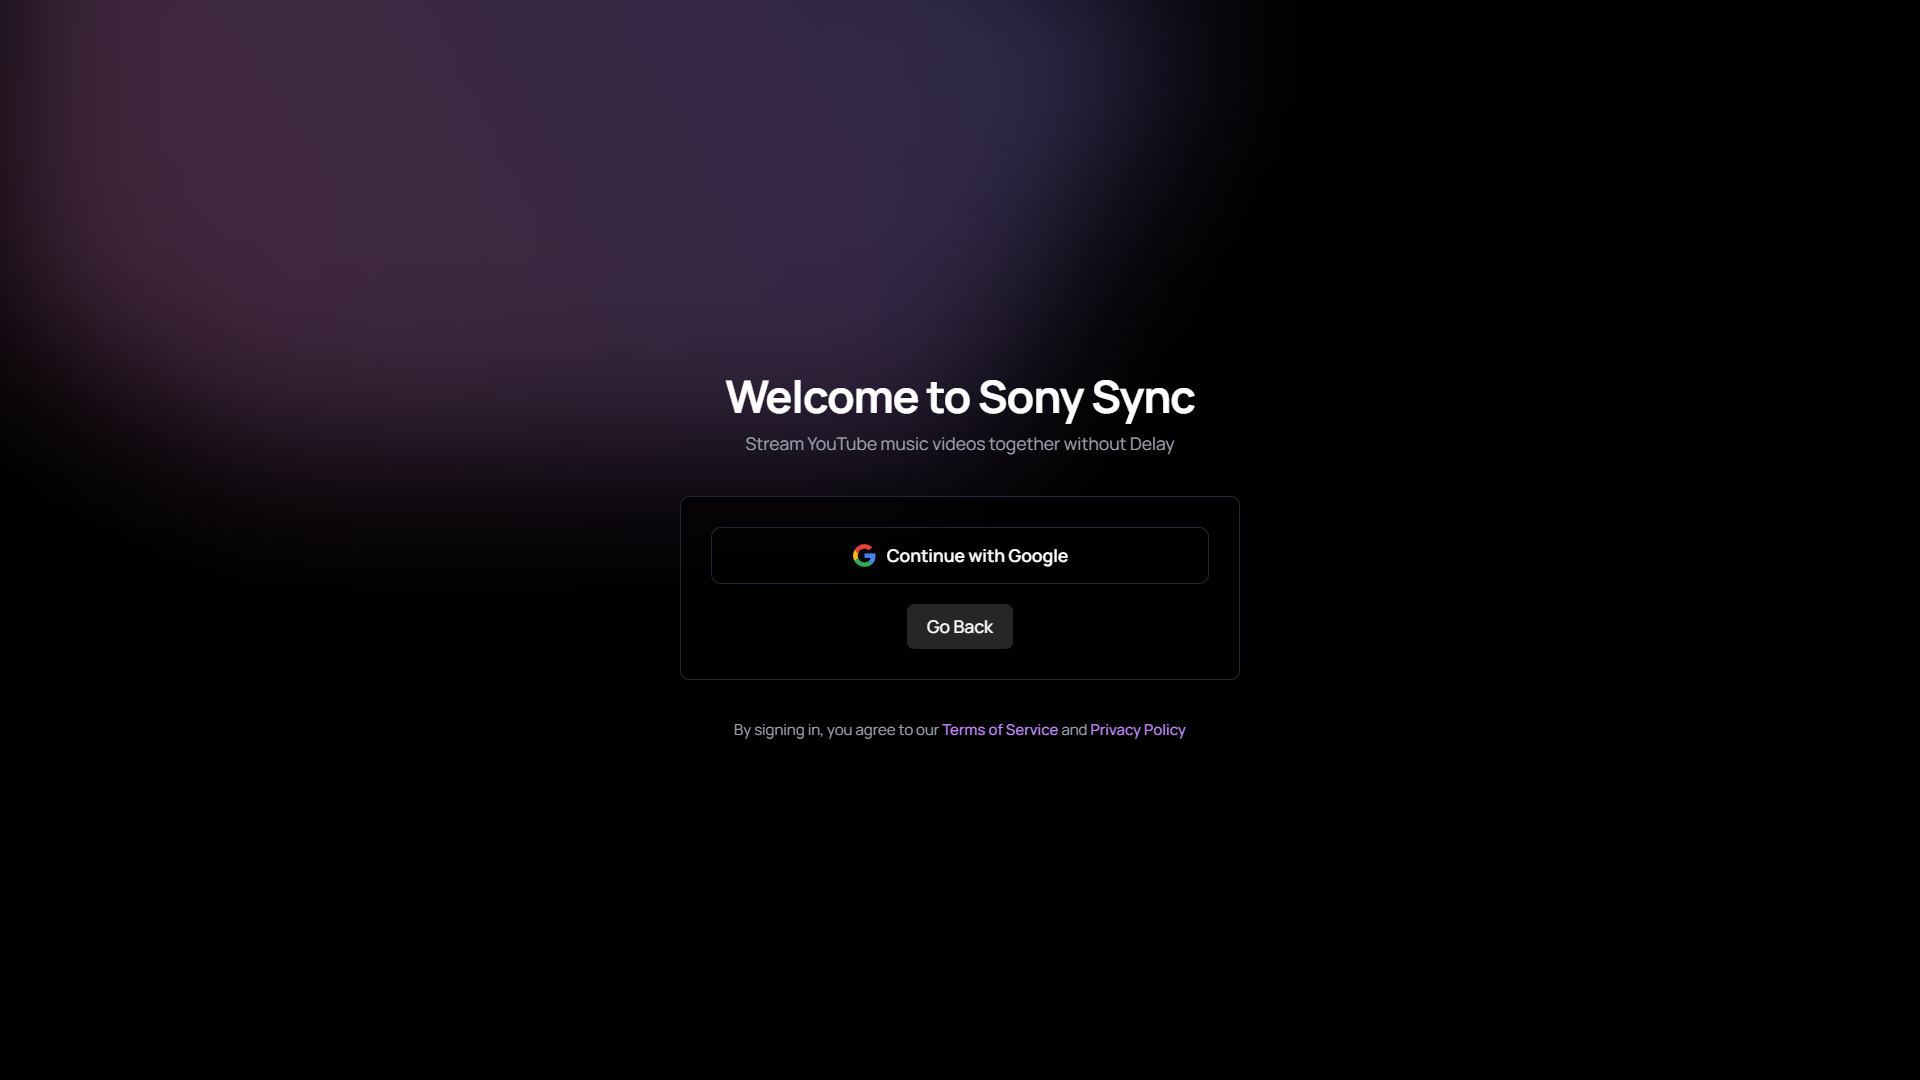 Welcome to Sony Sync
Stream YouTube music videos together without Delay
Continue with Google
Go Back
By signing in, you agree to our Terms of Service and Privacy Policy